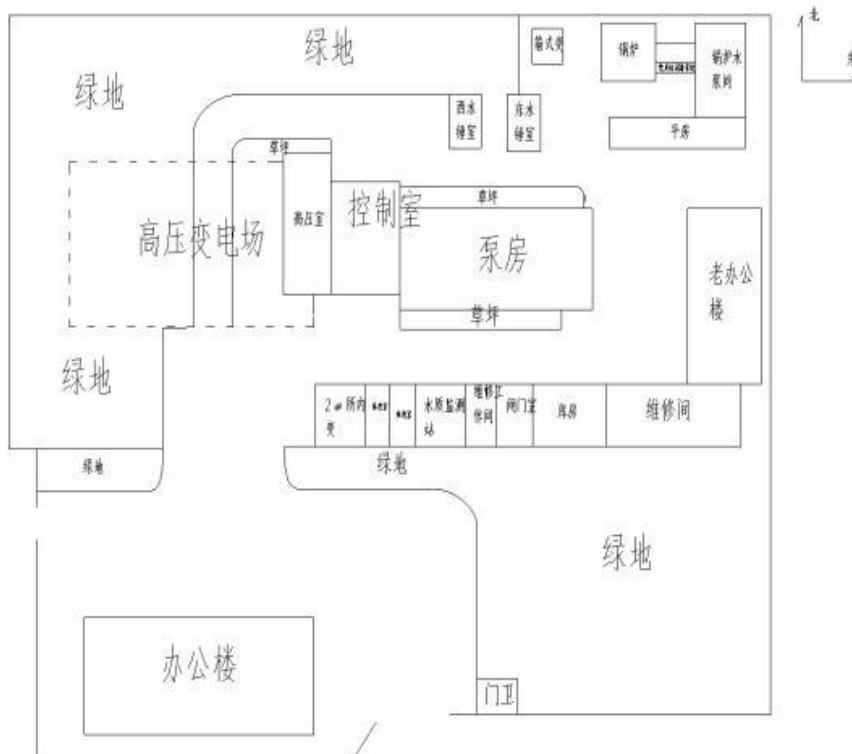 北
绿地
箱式变
锅炉
锅炉水
泵间
绿地
西水
锤室
东水
锤室
平房
草坪
高压室
控制室
草坪
高压变电场
泵房
老办公
楼
草坪
绿地
2#所内
变
水质监测
站
维修工
作间
闸门室
库房
维修间
绿地
绿地
绿地
办公楼
门卫